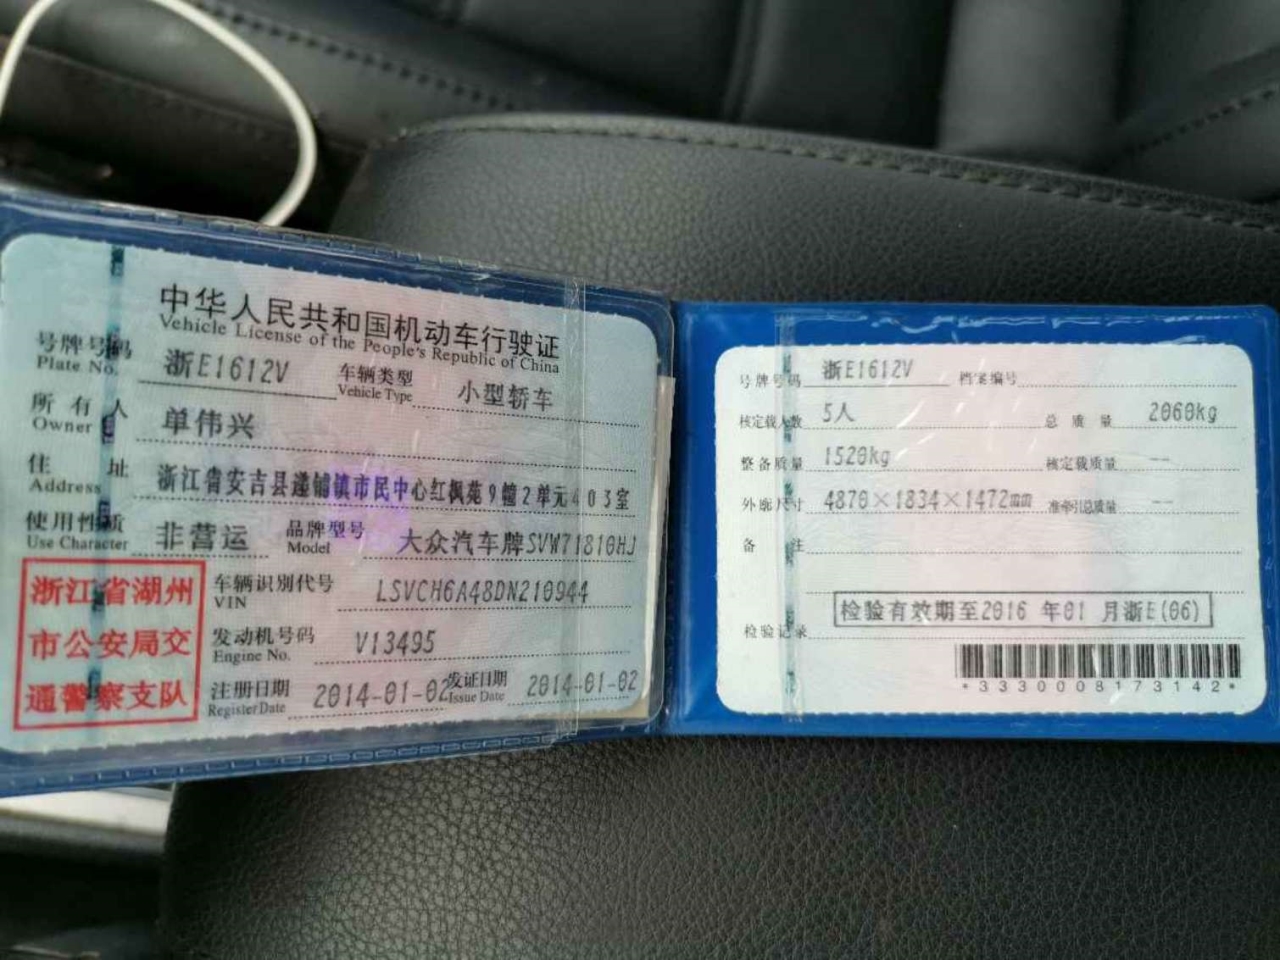 中华人民共和国机动车行驶证
Vehicle License of the People's Republic of China
号牌号码 浙E1612V 车辆类型 小型轿车
Plate No. Vehicle Type
所有人 单伟兴
Owner
住址 浙江省安吉县递铺镇市民中心红枫苑9幢2单元403室
Address
使用性质 非营运 品牌型号 大众汽车牌SVW71810HJ
Use Character Model
浙江省湖州
市公安局交
通警察支队
车辆识别代号 LSVCH6A48DN210944
VIN
发动机号码 V13495
Engine No.
注册日期 2014-01-02 发证日期 2014-01-02
Register Date Issue Date
号牌号码 浙E1612V 档案编号
核定载人数 5人 总质量 2060kg
整备质量 1520kg 核定载质量 --
外廓尺寸 4870×1834×1472㎜ 准牵引总质量 --
备注
检验记录 检验有效期至2016 年01 月浙E(06)
*3330008173142*